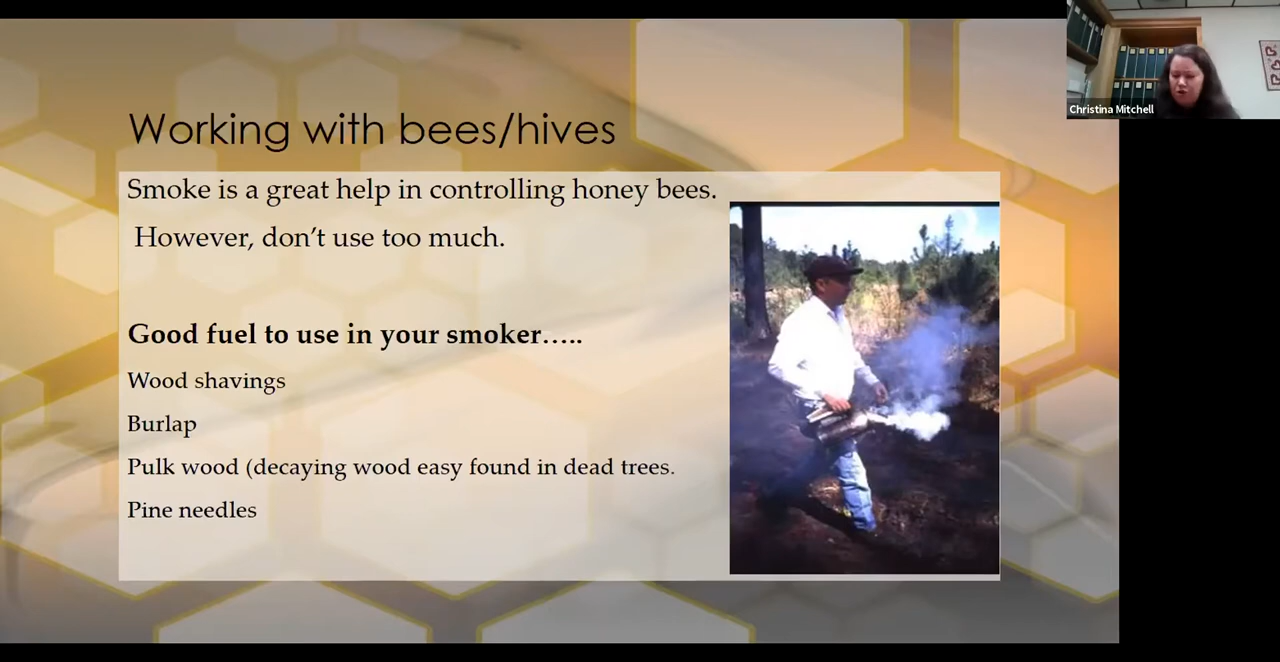 Working with bees/hives
Smoke is a great help in controlling honey bees.
However, don’t use too much.
Good fuel to use in your smoker…..
Wood shavings
Burlap
Pulk wood (decaying wood easy found in dead trees.
Pine needles
Christina Mitchell